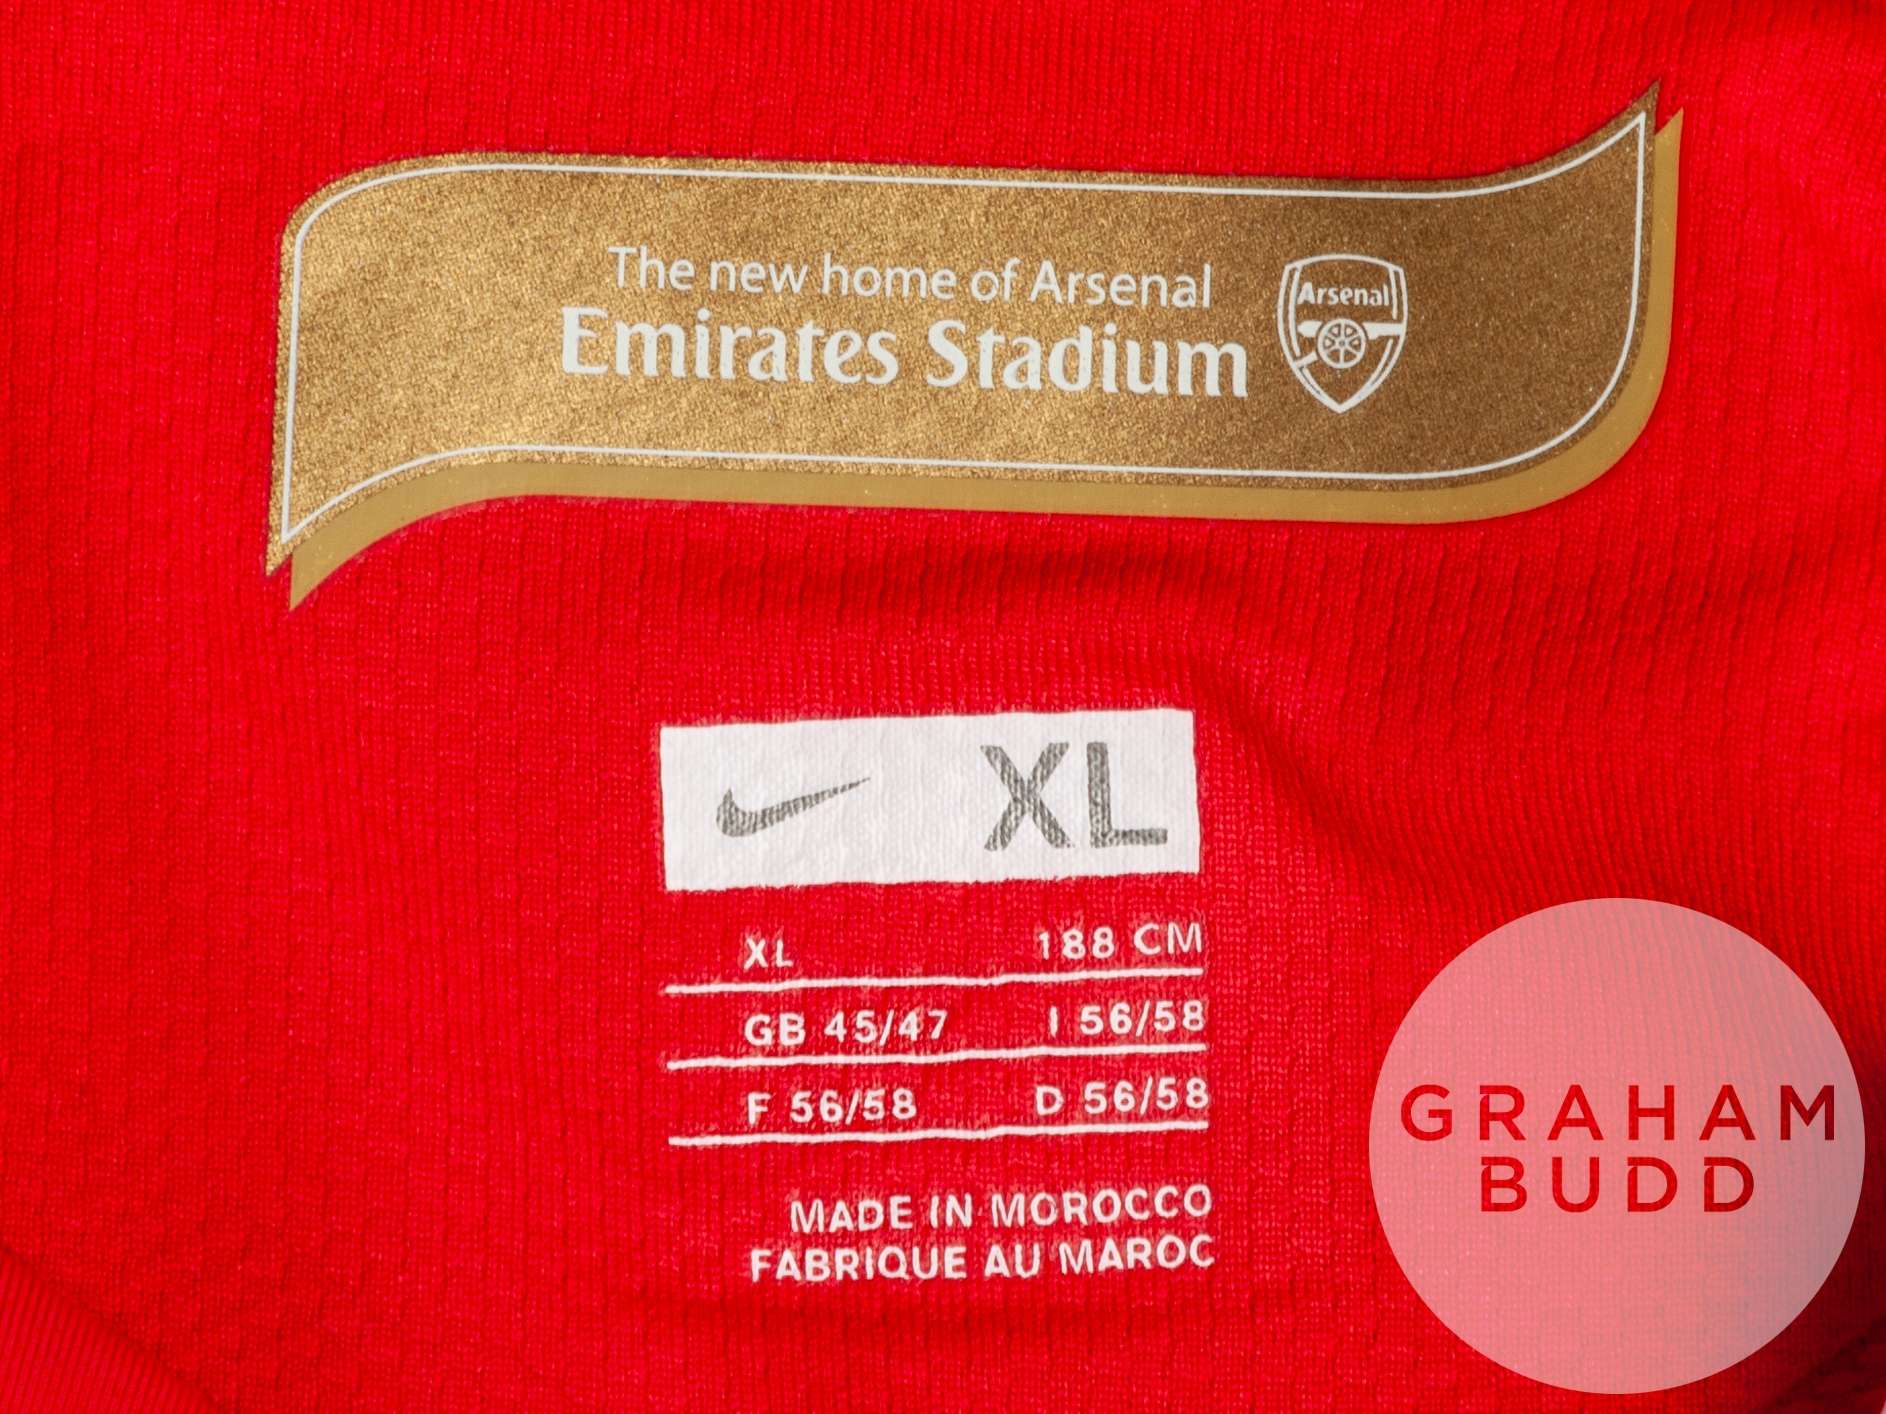 The new home of Arsenal
Emirates Stadium
Arsenal
XL
XL 188 CM
GB 45/47 I 56/58
F 56/58 D 56/58
MADE IN MOROCCO
FABRIQUE AU MAROC
GRAHAM
BUDD